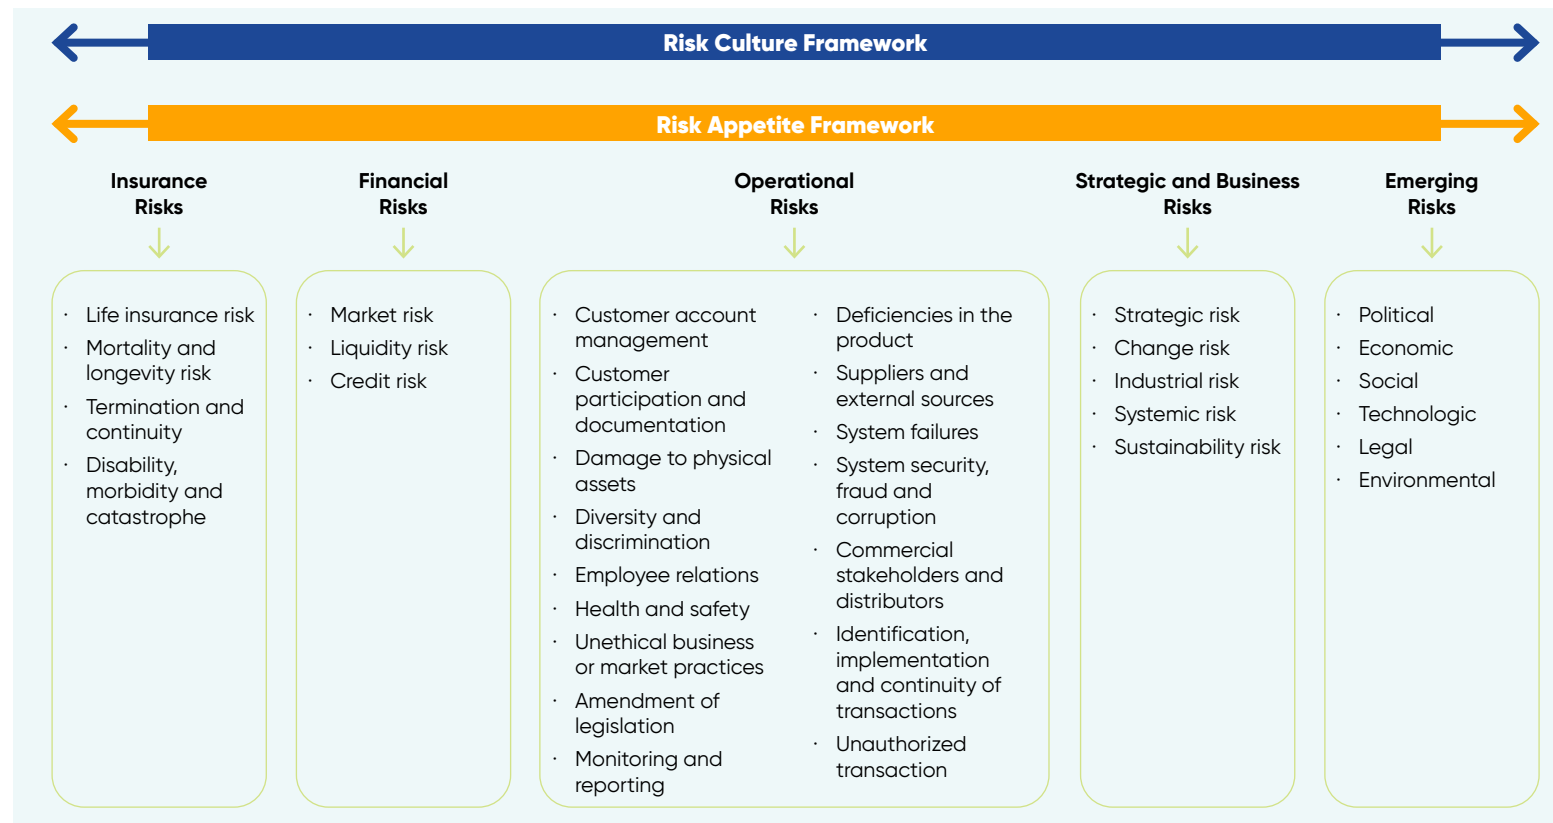 Risk Culture Framework
Risk Appetite Framework
Insurance
Risks
· Life insurance risk
· Mortality and
longevity risk
· Termination and
continuity
· Disability,
morbidity and
catastrophe
Financial
Risks
· Market risk
· Liquidity risk
· Credit risk
Operational
Risks
· Customer account
management
· Customer
participation and
documentation
· Damage to physical
assets
· Diversity and
discrimination
· Employee relations
· Health and safety
· Unethical business
or market practices
· Amendment of
legislation
· Monitoring and
reporting
· Deficiencies in the
product
· Suppliers and
external sources
· System failures
· System security,
fraud and
corruption
· Commercial
stakeholders and
distributors
· Identification,
implementation
and continuity of
transactions
· Unauthorized
transaction
Strategic and Business
Risks
· Strategic risk
· Change risk
· Industrial risk
· Systemic risk
· Sustainability risk
Emerging
Risks
· Political
· Economic
· Social
· Technologic
· Legal
· Environmental